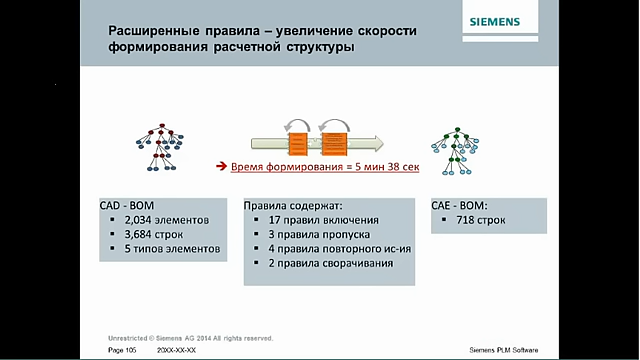 Расширенные правила – увеличение скорости
формирования расчетной структуры
SIEMENS
Время формирования = 5 мин 38 сек
CAD - BOM
2,034 элементов
3,684 строк
5 типов элементов
Правила содержат:
17 правил включения
3 правила пропуска
4 правила повторного ис-ия
2 правила сворачивания
CAE - BOM:
718 строк
Unrestricted © Siemens AG 2014 All rights reserved.
Page 105
20XX-XX-XX
Siemens PLM Software